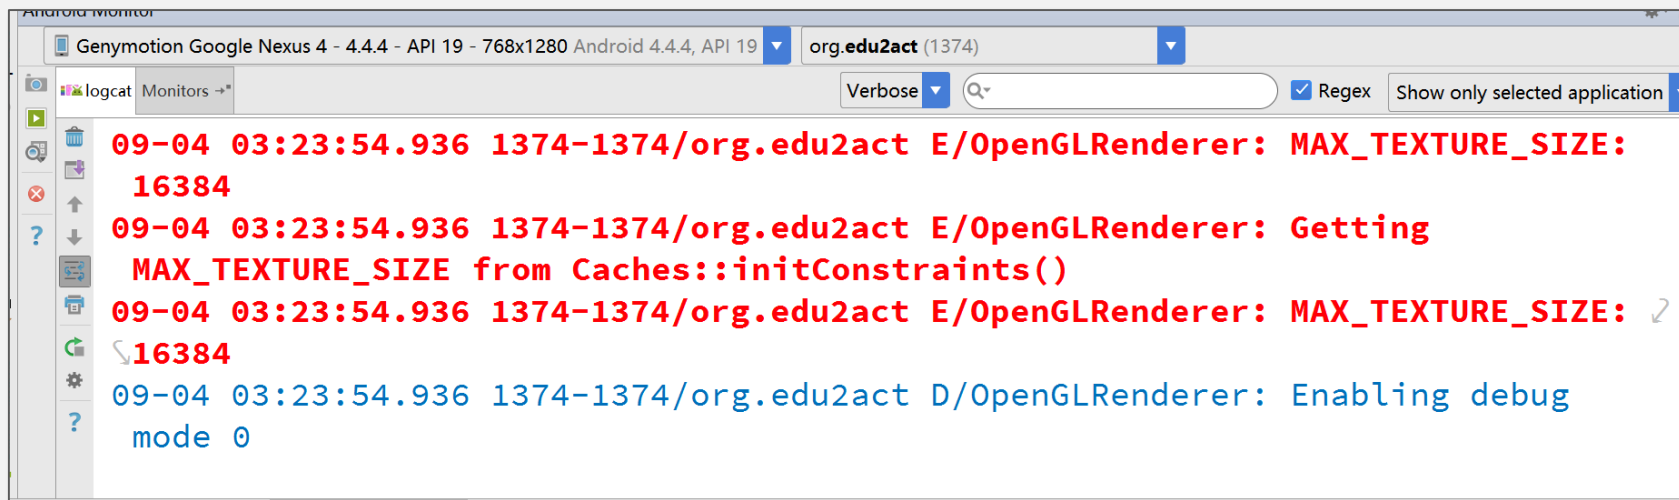 Android Monitor
Genymotion Google Nexus 4 - 4.4.4 - API 19 - 768x1280 Android 4.4.4, API 19 org.edu2act (1374)
logcat Monitors Verbose Regex Show only selected application
09-04 03:23:54.936 1374-1374/org.edu2act E/OpenGLRenderer: MAX_TEXTURE_SIZE:
16384
09-04 03:23:54.936 1374-1374/org.edu2act E/OpenGLRenderer: Getting
MAX_TEXTURE_SIZE from Caches::initConstraints()
09-04 03:23:54.936 1374-1374/org.edu2act E/OpenGLRenderer: MAX_TEXTURE_SIZE:
16384
09-04 03:23:54.936 1374-1374/org.edu2act D/OpenGLRenderer: Enabling debug
mode 0